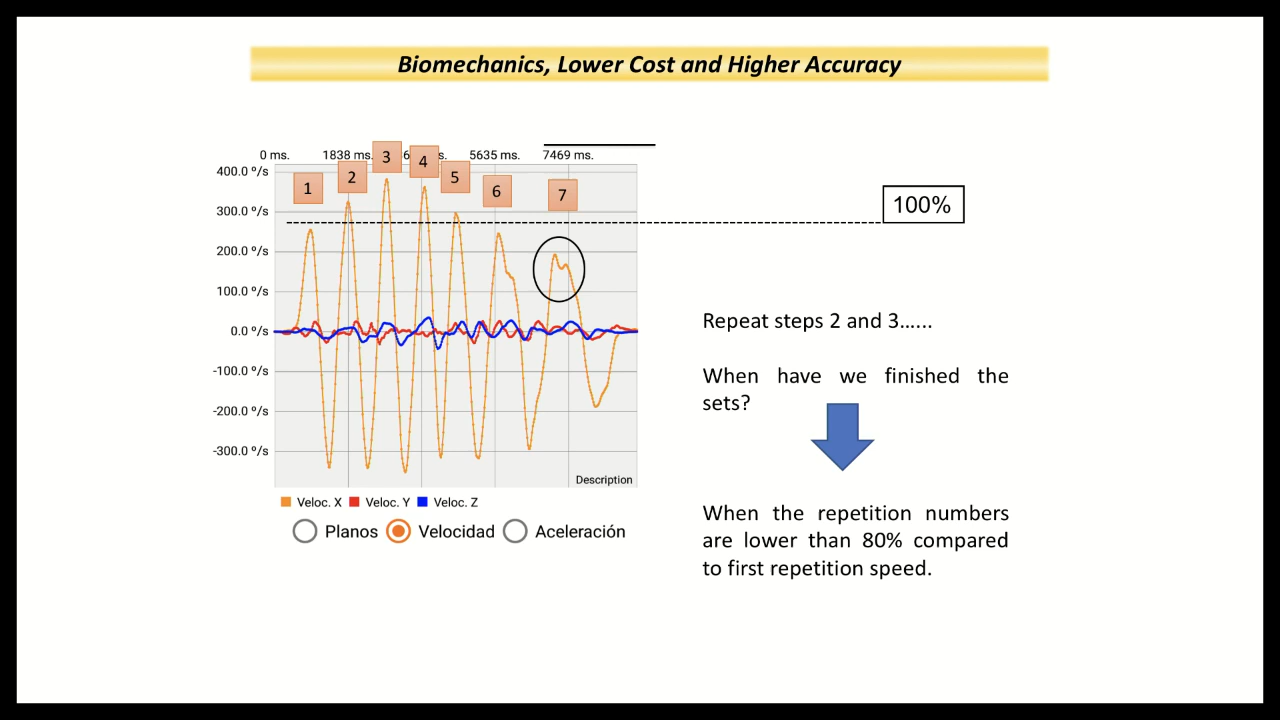 Biomechanics, Lower Cost and Higher Accuracy
0 ms. 1838 ms. s. 5635 ms. 7469 ms.
1 2 3 4 5 6 7
400.0 º/s
300.0 º/s
200.0 º/s
100.0 º/s
0.0 º/s
-100.0 º/s
-200.0 º/s
-300.0 º/s
100%
Description
Veloc. X Veloc. Y Veloc. Z
Planos Velocidad Aceleración
Repeat steps 2 and 3…...
When have we finished the
sets?
When the repetition numbers
are lower than 80% compared
to first repetition speed.